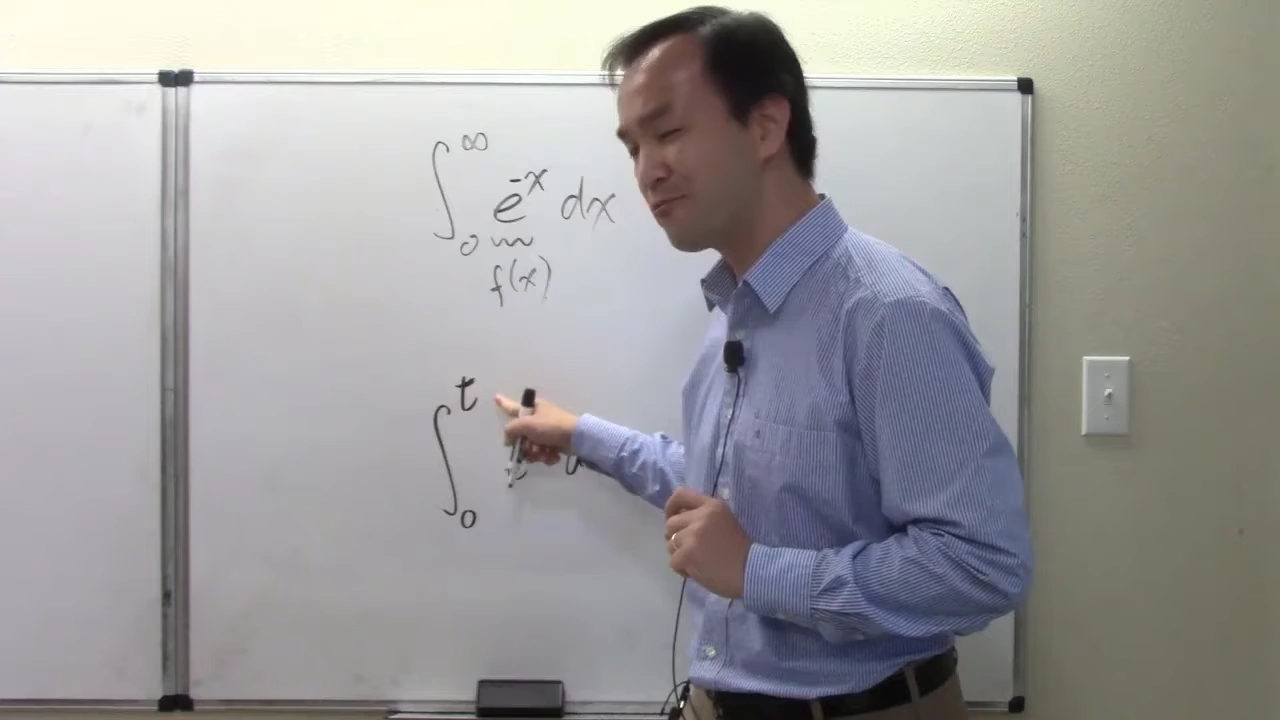 ∫₀^∞ e^-x dx
f(x)
∫₀^t